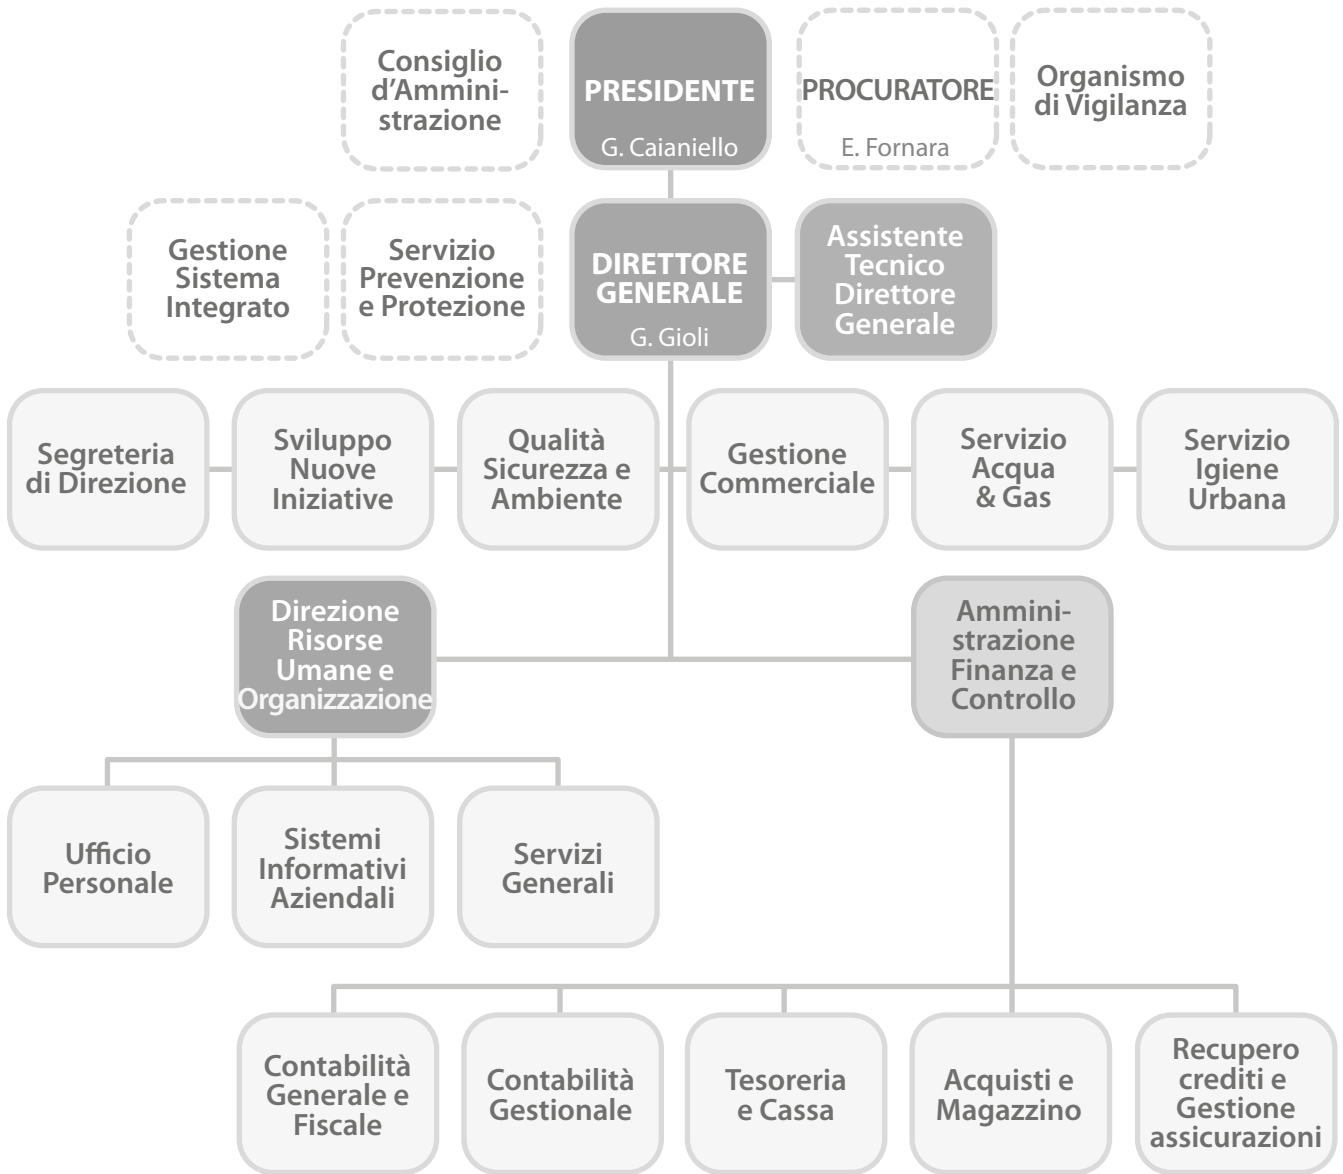 Consiglio
d'Ammini-
strazione
PRESIDENTE
G. Caianiello
PROCURATORE
E. Fornara
Organismo
di Vigilanza
Gestione
Sistema
Integrato
Servizio
Prevenzione
e Protezione
DIRETTORE
GENERALE
G. Gioli
Assistente
Tecnico
Direttore
Generale
Segreteria
di Direzione
Sviluppo
Nuove
Iniziative
Qualità
Sicurezza e
Ambiente
Gestione
Commerciale
Servizio
Acqua
& Gas
Servizio
Igiene
Urbana
Direzione
Risorse
Umane e
Organizzazione
Ammini-
strazione
Finanza e
Controllo
Ufficio
Personale
Sistemi
Informativi
Aziendali
Servizi
Generali
Contabilità
Generale e
Fiscale
Contabilità
Gestionale
Tesoreria
e Cassa
Acquisti e
Magazzino
Recupero
crediti e
Gestione
assicurazioni